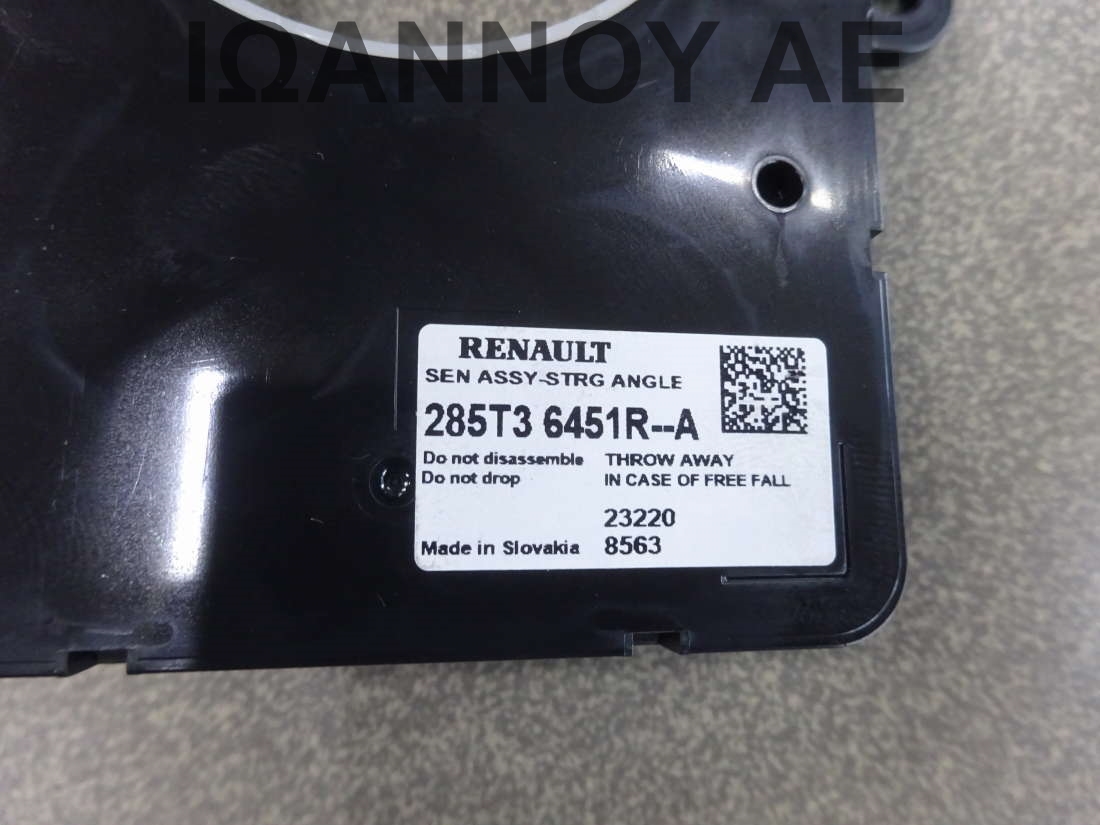 ΙΩΑΝΝΟΥ ΑΕ
RENAULT
SEN ASSY-STRG ANGLE
285T3 6451R--A
Do not disassemble THROW AWAY
Do not drop IN CASE OF FREE FALL
23220
Made in Slovakia 8563